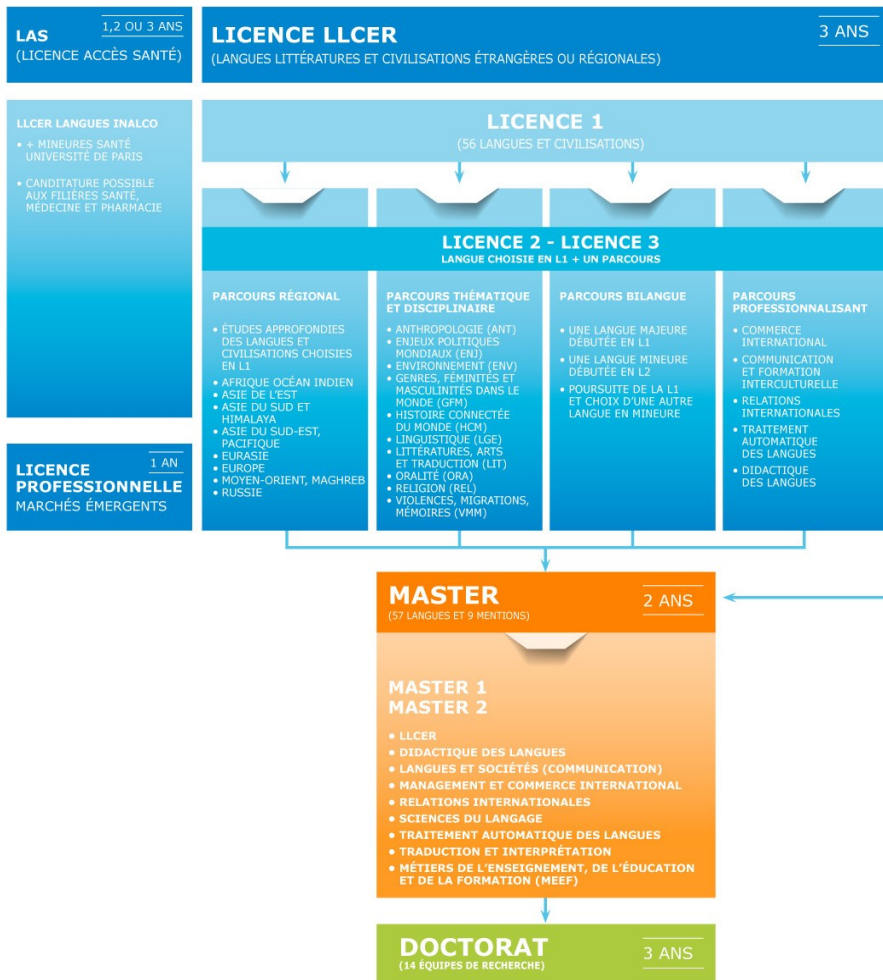 LAS
1,2 OU 3 ANS
(LICENCE ACCÈS SANTÉ)
LICENCE LLCER
3 ANS
(LANGUES LITTÉRATURES ET CIVILISATIONS ÉTRANGÈRES OU RÉGIONALES)
LLCER LANGUES INALCO
• + MINEURES SANTÉ
UNIVERSITÉ DE PARIS
• CANDITATURE POSSIBLE
AUX FILIÈRES SANTÉ,
MÉDECINE ET PHARMACIE
LICENCE
1 AN
PROFESSIONNELLE
MARCHÉS ÉMERGENTS
LICENCE 1
(56 LANGUES ET CIVILISATIONS)
LICENCE 2 - LICENCE 3
LANGUE CHOISIE EN L1 + UN PARCOURS
PARCOURS RÉGIONAL
• ÉTUDES APPROFONDIES
DES LANGUES ET
CIVILISATIONS CHOISIES
EN L1
• AFRIQUE OCÉAN INDIEN
• ASIE DE L'EST
• ASIE DU SUD ET
HIMALAYA
• ASIE DU SUD-EST,
PACIFIQUE
• EURASIE
• EUROPE
• MOYEN-ORIENT, MAGHREB
• RUSSIE
PARCOURS THÉMATIQUE
ET DISCIPLINAIRE
• ANTHROPOLOGIE (ANT)
• ENJEUX POLITIQUES
MONDIAUX (ENJ)
• ENVIRONNEMENT (ENV)
• GENRES, FÉMINITÉS ET
MASCULINITÉS DANS LE
MONDE (GFM)
• HISTOIRE CONNECTÉE
DU MONDE (HCM)
• LINGUISTIQUE (LGE)
• LITTÉRATURES, ARTS
ET TRADUCTION (LIT)
• ORALITÉ (ORA)
• RELIGION (REL)
• VIOLENCES, MIGRATIONS,
MÉMOIRES (VMM)
PARCOURS BILANGUE
• UNE LANGUE MAJEURE
DÉBUTÉE EN L1
• UNE LANGUE MINEURE
DÉBUTÉE EN L2
• POURSUITE DE LA L1
ET CHOIX D'UNE AUTRE
LANGUE EN MINEURE
PARCOURS
PROFESSIONNALISANT
• COMMERCE
INTERNATIONAL
• COMMUNICATION
ET FORMATION
INTERCULTURELLE
• RELATIONS
INTERNATIONALES
• TRAITEMENT
AUTOMATIQUE
DES LANGUES
• DIDACTIQUE
DES LANGUES
MASTER
2 ANS
(57 LANGUES ET 9 MENTIONS)
MASTER 1
MASTER 2
• LLCER
• DIDACTIQUE DES LANGUES
• LANGUES ET SOCIÉTÉS (COMMUNICATION)
• MANAGEMENT ET COMMERCE INTERNATIONAL
• RELATIONS INTERNATIONALES
• SCIENCES DU LANGAGE
• TRAITEMENT AUTOMATIQUE DES LANGUES
• TRADUCTION ET INTERPRÉTATION
• MÉTIERS DE L'ENSEIGNEMENT, DE L'ÉDUCATION
ET DE LA FORMATION (MEEF)
DOCTORAT
3 ANS
(14 ÉQUIPES DE RECHERCHE)